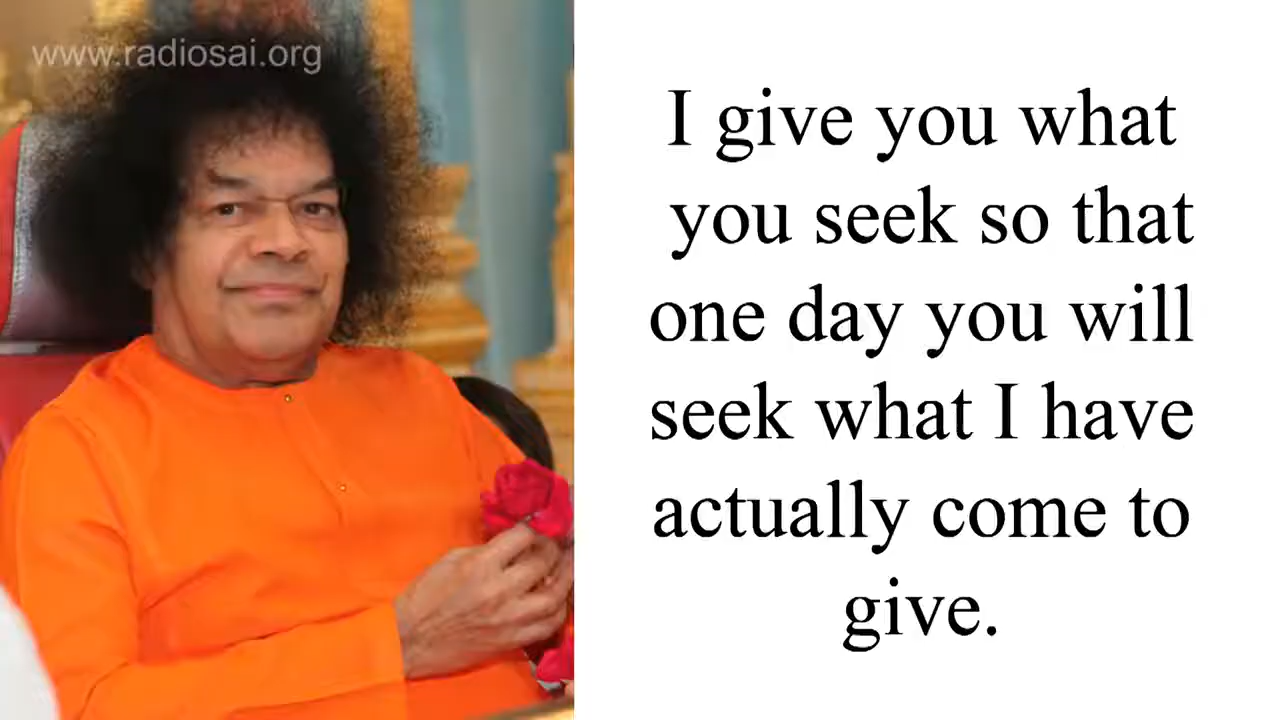 www.radiosai.org
I give you what
you seek so that
one day you will
seek what I have
actually come to
give.